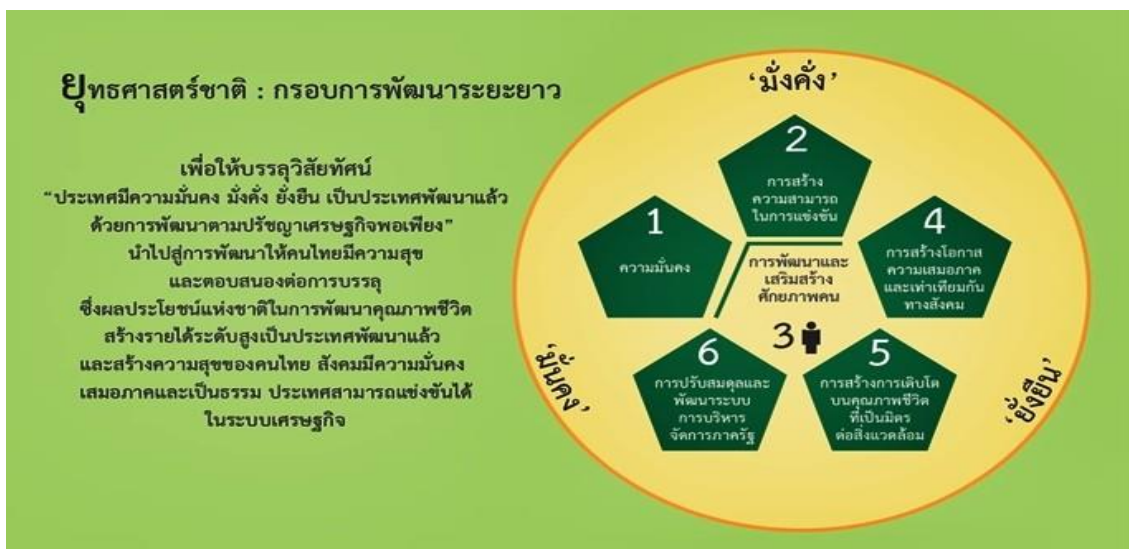 ยุทธศาสตร์ชาติ : กรอบการพัฒนาระยะยาว
เพื่อให้บรรลุวิสัยทัศน์
“ประเทศมีความมั่นคง มั่งคั่ง ยั่งยืน เป็นประเทศพัฒนาแล้ว
ด้วยการพัฒนาตามปรัชญาเศรษฐกิจพอเพียง”
นำไปสู่การพัฒนาให้คนไทยมีความสุข
และตอบสนองต่อการบรรลุ
ซึ่งผลประโยชน์แห่งชาติในการพัฒนาคุณภาพชีวิต
สร้างรายได้ระดับสูงเป็นประเทศพัฒนาแล้ว
และสร้างความสุขของคนไทย สังคมมีความมั่นคง
เสมอภาคและเป็นธรรม ประเทศสามารถแข่งขันได้
ในระบบเศรษฐกิจ
‘มั่งคั่ง’
1
ความมั่นคง
2
การสร้าง
ความสามารถ
ในการแข่งขัน
การพัฒนาและ
เสริมสร้าง
ศักยภาพคน
3
4
การสร้างโอกาส
ความเสมอภาค
และเท่าเทียมกัน
ทางสังคม
5
การสร้างการเติบโต
บนคุณภาพชีวิต
ที่เป็นมิตร
ต่อสิ่งแวดล้อม
6
การปรับสมดุลและ
พัฒนาระบบ
การบริหาร
จัดการภาครัฐ
‘มั่นคง’
‘ยั่งยืน’